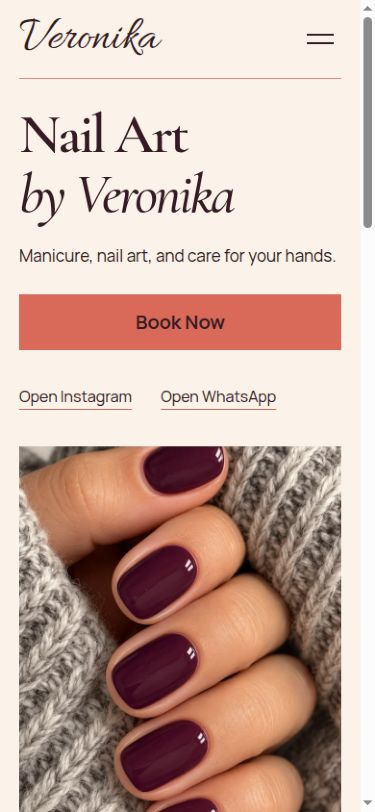 Veronika
Nail Art
by Veronika
Manicure, nail art, and care for your hands.
Book Now
Open Instagram
Open WhatsApp